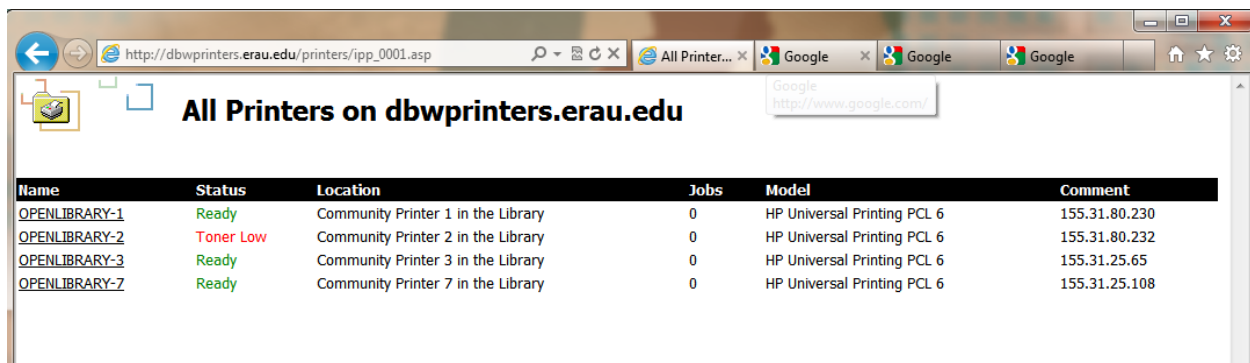 http://dbwprinters.erau.edu/printers/ipp_0001.asp All Printer... Google Google Google
Google
http://www.google.com/
All Printers on dbwprinters.erau.edu
Name Status Location Jobs Model Comment
OPENLIBRARY-1 Ready Community Printer 1 in the Library 0 HP Universal Printing PCL 6 155.31.80.230
OPENLIBRARY-2 Toner Low Community Printer 2 in the Library 0 HP Universal Printing PCL 6 155.31.80.232
OPENLIBRARY-3 Ready Community Printer 3 in the Library 0 HP Universal Printing PCL 6 155.31.25.65
OPENLIBRARY-7 Ready Community Printer 7 in the Library 0 HP Universal Printing PCL 6 155.31.25.108